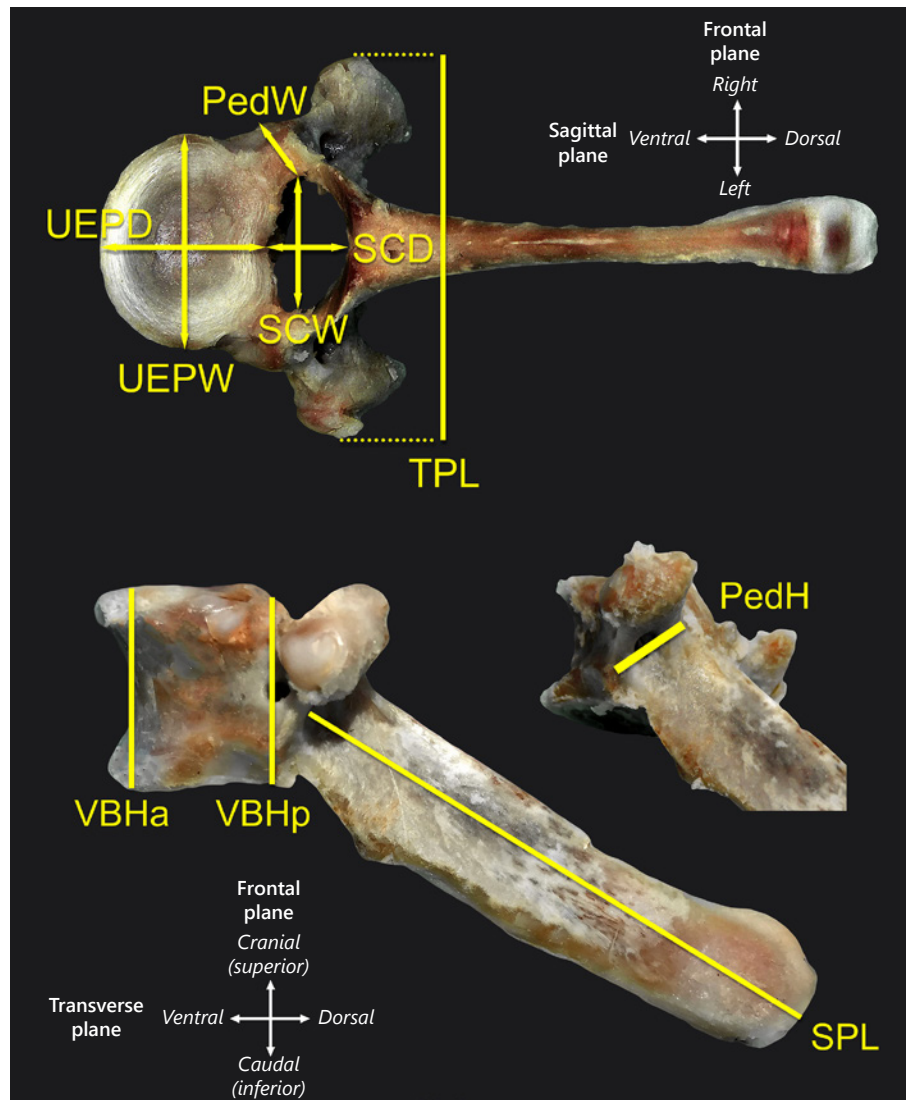 Frontal
plane
Right
PedW
Sagittal
plane
Ventral
Dorsal
Left
UEPD
SCD
SCW
UEPW
TPL
PedH
VBHa
VBHp
Frontal
plane
Cranial
(superior)
Transverse
plane
Ventral
Dorsal
Caudal
(inferior)
SPL